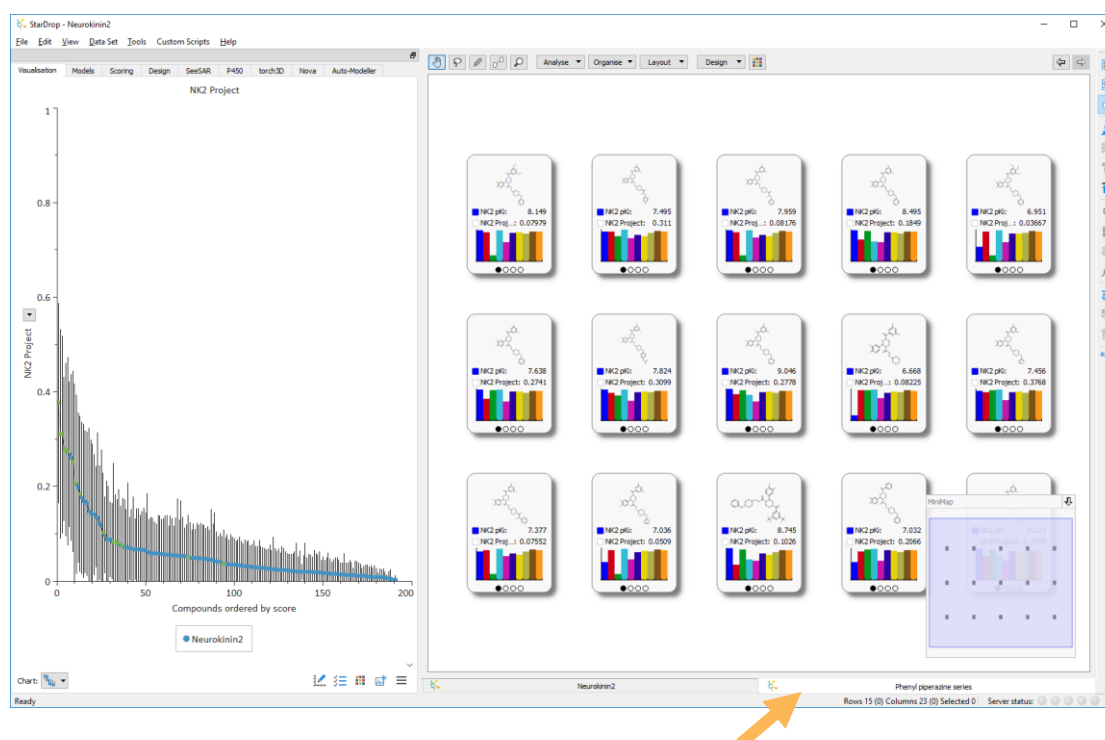 StarDrop - Neurokinin2
File Edit View Data Set Tools Custom Scripts Help
Visualisation Models Scoring Design SeeSAR P450 torch3D Nova Auto-Modeller
Analyse Organise Layout Design
NK2 Project
1
0.8
0.6
0.4
0.2
0
NK2 Project
0 50 100 150 200
Compounds ordered by score
Neurokinin2
Chart:
NK2 pKi: 8.149
NK2 Proj...: 0.07979
NK2 pKi: 7.495
NK2 Project: 0.311
NK2 pKi: 7.959
NK2 Proj...: 0.08176
NK2 pKi: 8.495
NK2 Project: 0.1849
NK2 pKi: 6.951
NK2 Proj...: 0.03667
NK2 pKi: 7.638
NK2 Project: 0.2741
NK2 pKi: 7.824
NK2 Project: 0.3099
NK2 pKi: 9.046
NK2 Project: 0.2778
NK2 pKi: 6.668
NK2 Proj...: 0.08225
NK2 pKi: 7.456
NK2 Project: 0.3768
NK2 pKi: 7.377
NK2 Proj...: 0.07552
NK2 pKi: 7.036
NK2 Project: 0.0509
NK2 pKi: 8.745
NK2 Project: 0.1026
NK2 pKi: 7.032
NK2 Project: 0.2066
MiniMap
Neurokinin2
Phenyl piperazine series
Ready
Rows 15 (0) Columns 23 (0) Selected 0 Server status: